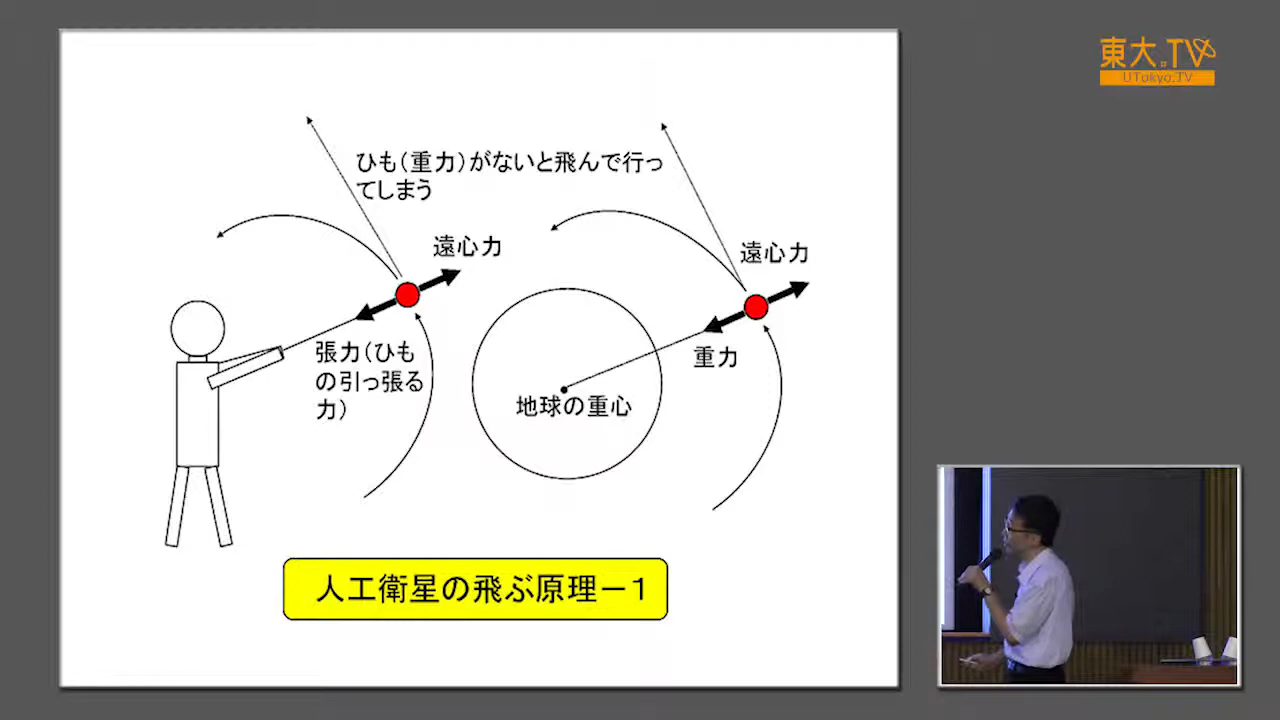 東大.TV
UTokyo.TV
ひも（重力）がないと飛んで行っ
てしまう
遠心力
遠心力
張力（ひも
の引っ張る
力）
重力
地球の重心
人工衛星の飛ぶ原理－１